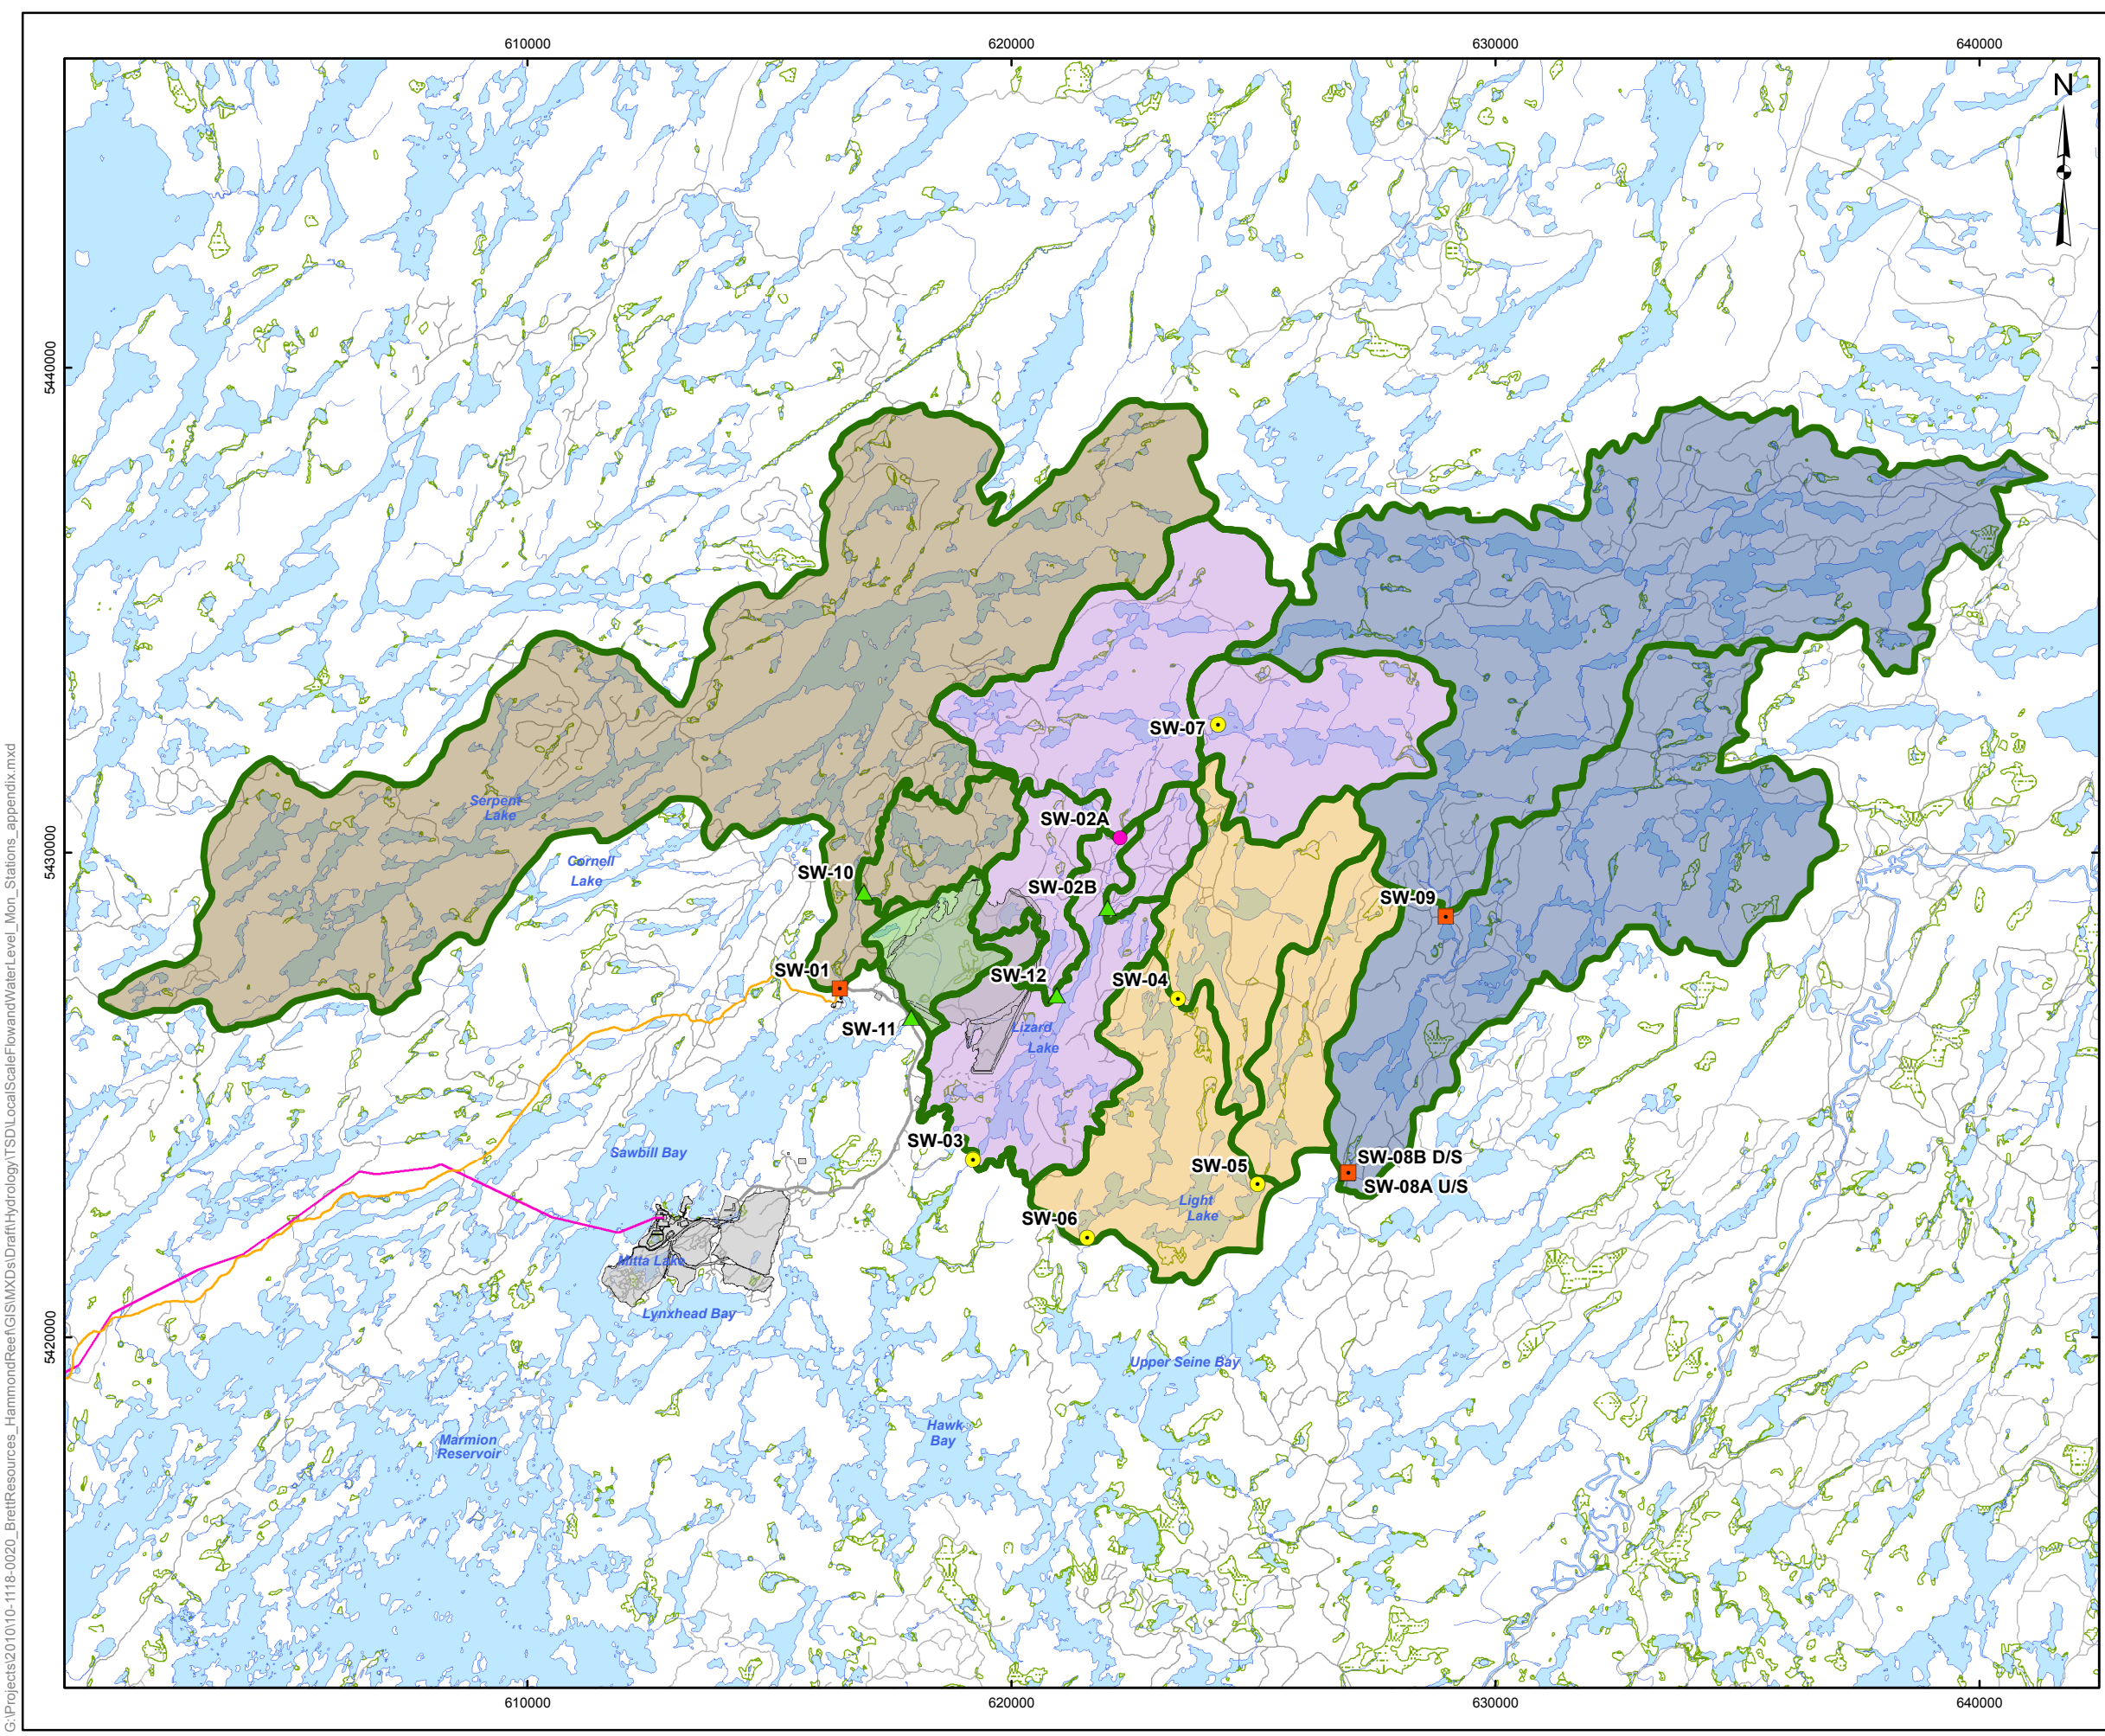 610000 620000 630000 640000
N
5440000
SW-07
Serpent
Lake
SW-02A
5430000
Cornell
Lake
SW-10
SW-02B
SW-09
SW-01
SW-12
SW-04
SW-11
Lizard
Lake
SW-03
Sawbill Bay
SW-08B D/S
SW-05
SW-08A U/S
Light
Lake
SW-06
Mitta Lake
Lynxhead Bay
5420000
Upper Seine Bay
Hawk
Bay
Marmion
Reservoir
610000 620000 630000 640000
G:\Projects\2010\10-1118-0020_BrettResources_HammondReef\GIS\MXDs\Draft\Hydrology\TSD\LocalScaleFlowandWaterLevel_Mon_Stations_appendix.mxd